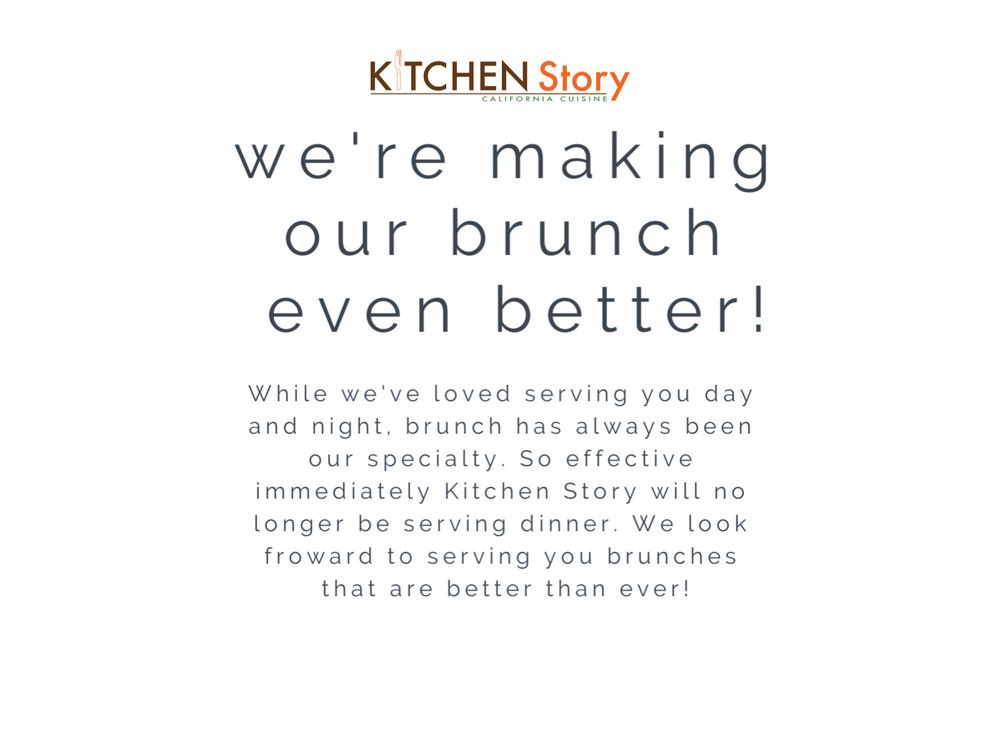 KITCHEN Story
CALIFORNIA CUISINE
we're making
our brunch
even better!
While we've loved serving you day
and night, brunch has always been
our specialty. So effective
immediately Kitchen Story will no
longer be serving dinner. We look
froward to serving you brunches
that are better than ever!